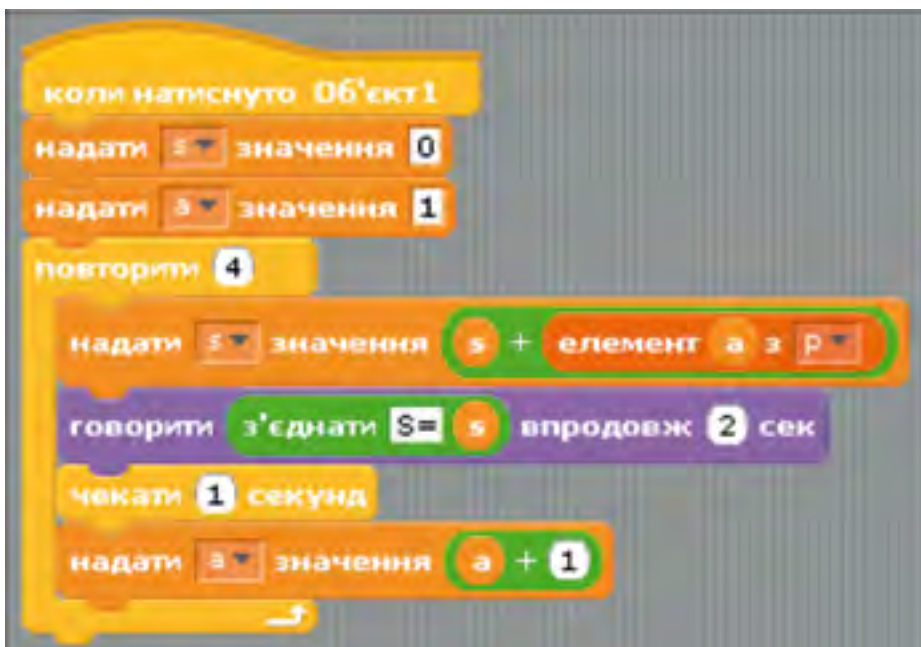 коли натиснуто Об'єкт1
надати s значення 0
надати a значення 1
повторити 4
надати s значення s + елемент a з p
говорити з'єднати S= s впродовж 2 сек
чекати 1 секунд
надати a значення a + 1